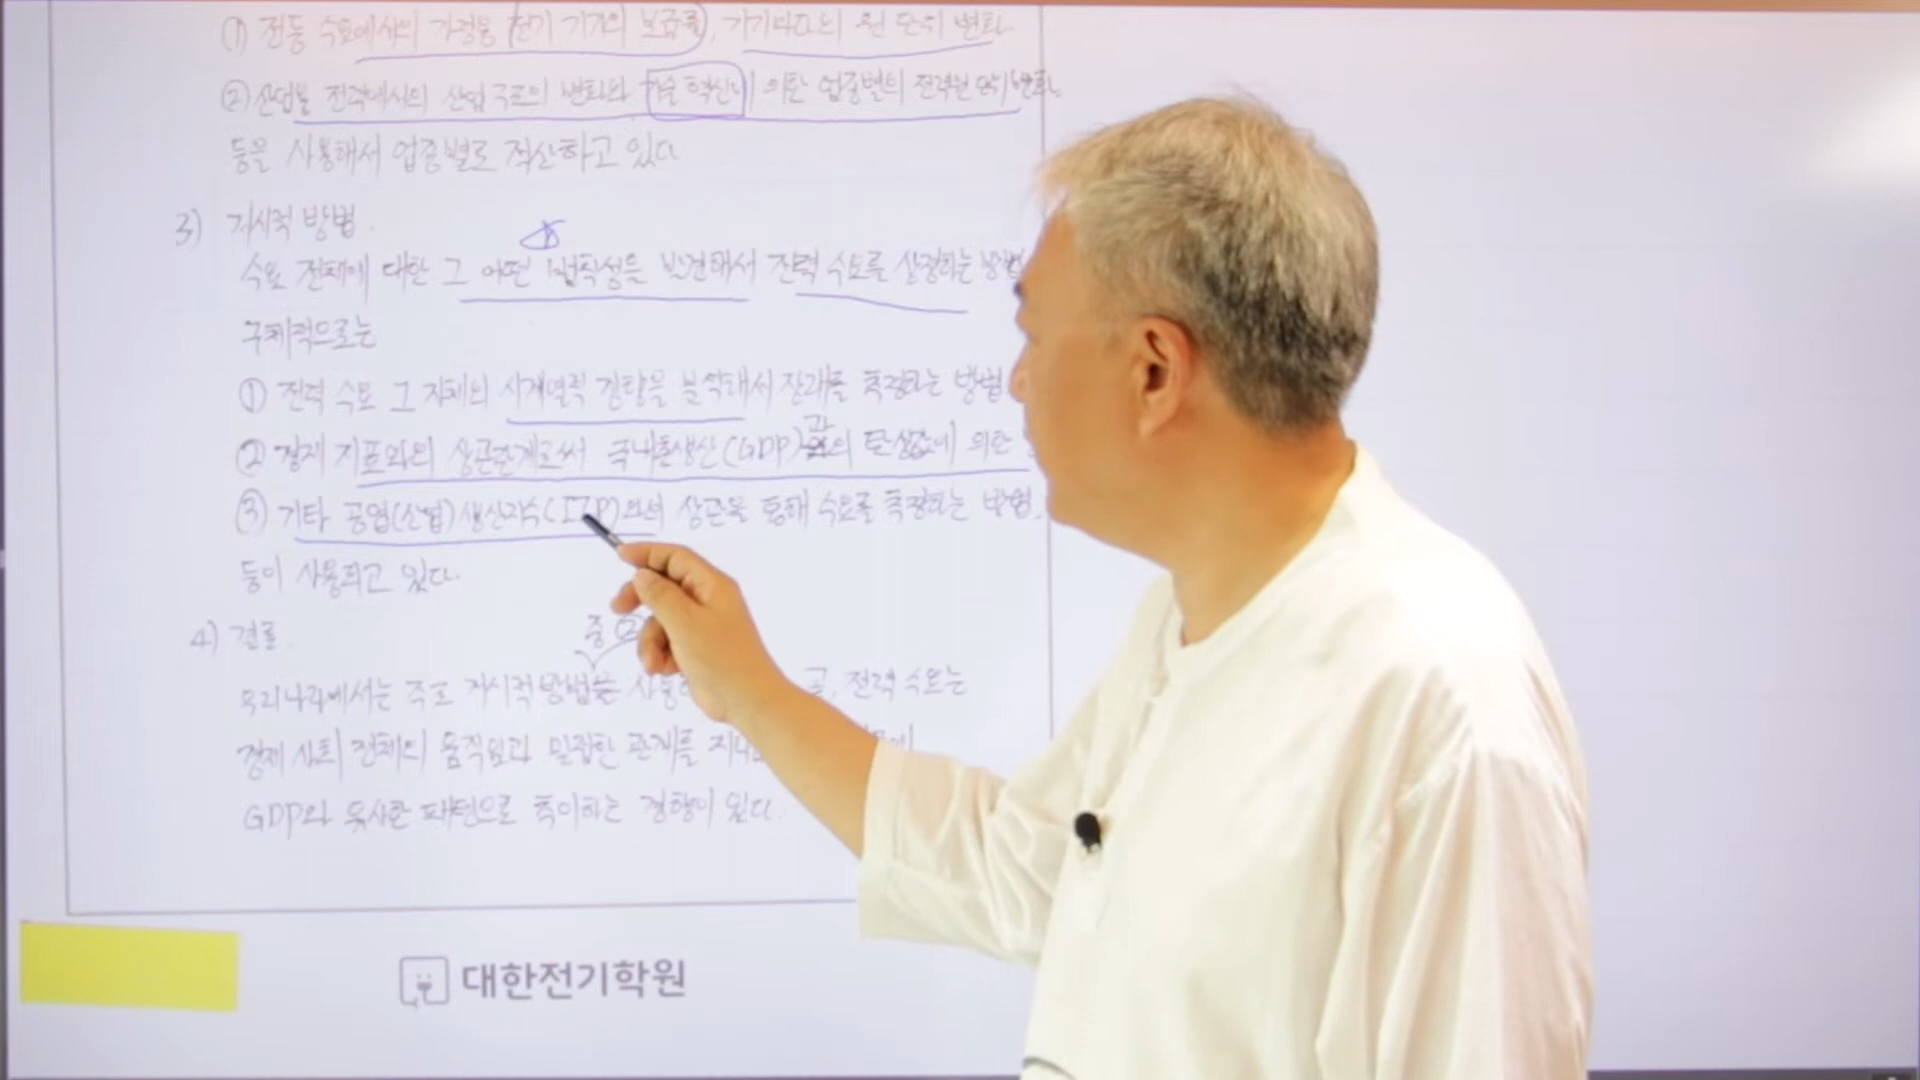 ① 전등 수요에서의 가정용 전기 기기의 보급률, 기기마다의 원 단위 변화
② 산업용 전력에서의 산업구조의 변화와 기술혁신에 의한 업종별의 전력원 단위 변화
등을 사용해서 업종별로 적산하고 있다
3) 거시적 방법.
수요 전체에 대한 그 어떤 법칙성을 발견해서 전력 수요를 상정하는 방법
구체적으로는
① 전력 수요 그 자체의 시계열적 경향을 분석해서 장래를 측정하는 방법
② 경제 지표와의 상관관계로써 국내총생산(GDP)과의 탄성값에 의한
③ 기타 공업(산업)생산지수(IIP)와의 상관을 통해 수요를 측정하는 방법.
등이 사용되고 있다.
4) 결론.
중 ②
우리나라에서는 주로 거시적방법을 곧, 전력 수요는
경제 사회 전체의 움직임과 밀접한 관계를
GDP와 유사한 패턴으로 추이하는 경향이 있다.
대한전기학원